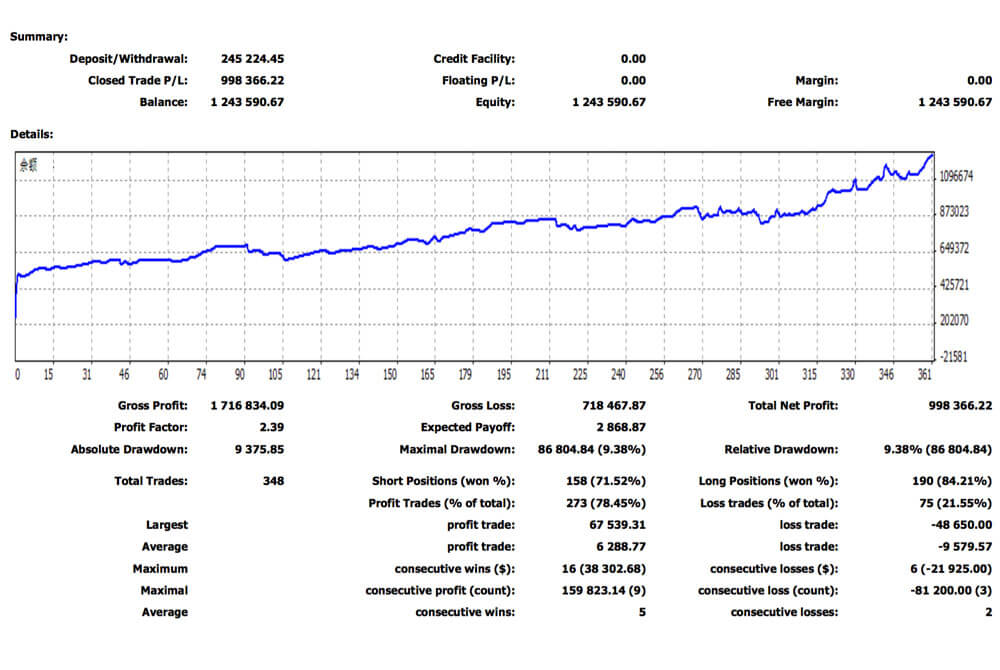 Summary:
Deposit/Withdrawal: 245 224.45 Credit Facility: 0.00
Closed Trade P/L: 998 366.22 Floating P/L: 0.00 Margin: 0.00
Balance: 1 243 590.67 Equity: 1 243 590.67 Free Margin: 1 243 590.67
Details:
余额
1096674
873023
649372
425721
202070
-21581
0 15 31 46 60 74 90 105 121 134 150 165 179 195 211 225 240 256 270 285 301 315 330 346 361
Gross Profit: 1 716 834.09 Gross Loss: 718 467.87 Total Net Profit: 998 366.22
Profit Factor: 2.39 Expected Payoff: 2 868.87
Absolute Drawdown: 9 375.85 Maximal Drawdown: 86 804.84 (9.38%) Relative Drawdown: 9.38% (86 804.84)
Total Trades: 348 Short Positions (won %): 158 (71.52%) Long Positions (won %): 190 (84.21%)
Profit Trades (% of total): 273 (78.45%) Loss trades (% of total): 75 (21.55%)
Largest profit trade: 67 539.31 loss trade: -48 650.00
Average profit trade: 6 288.77 loss trade: -9 579.57
Maximum consecutive wins ($): 16 (38 302.68) consecutive losses ($): 6 (-21 925.00)
Maximal consecutive profit (count): 159 823.14 (9) consecutive loss (count): -81 200.00 (3)
Average consecutive wins: 5 consecutive losses: 2